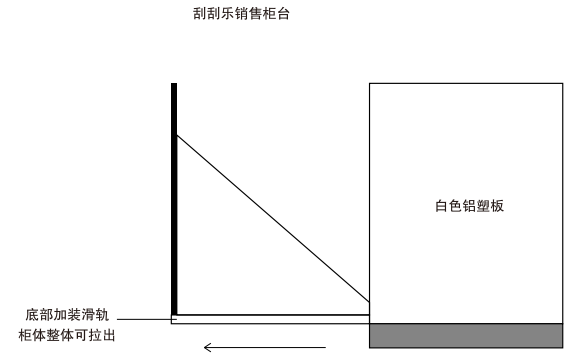 刮刮乐销售柜台
白色铝塑板
底部加装滑轨
柜体整体可拉出